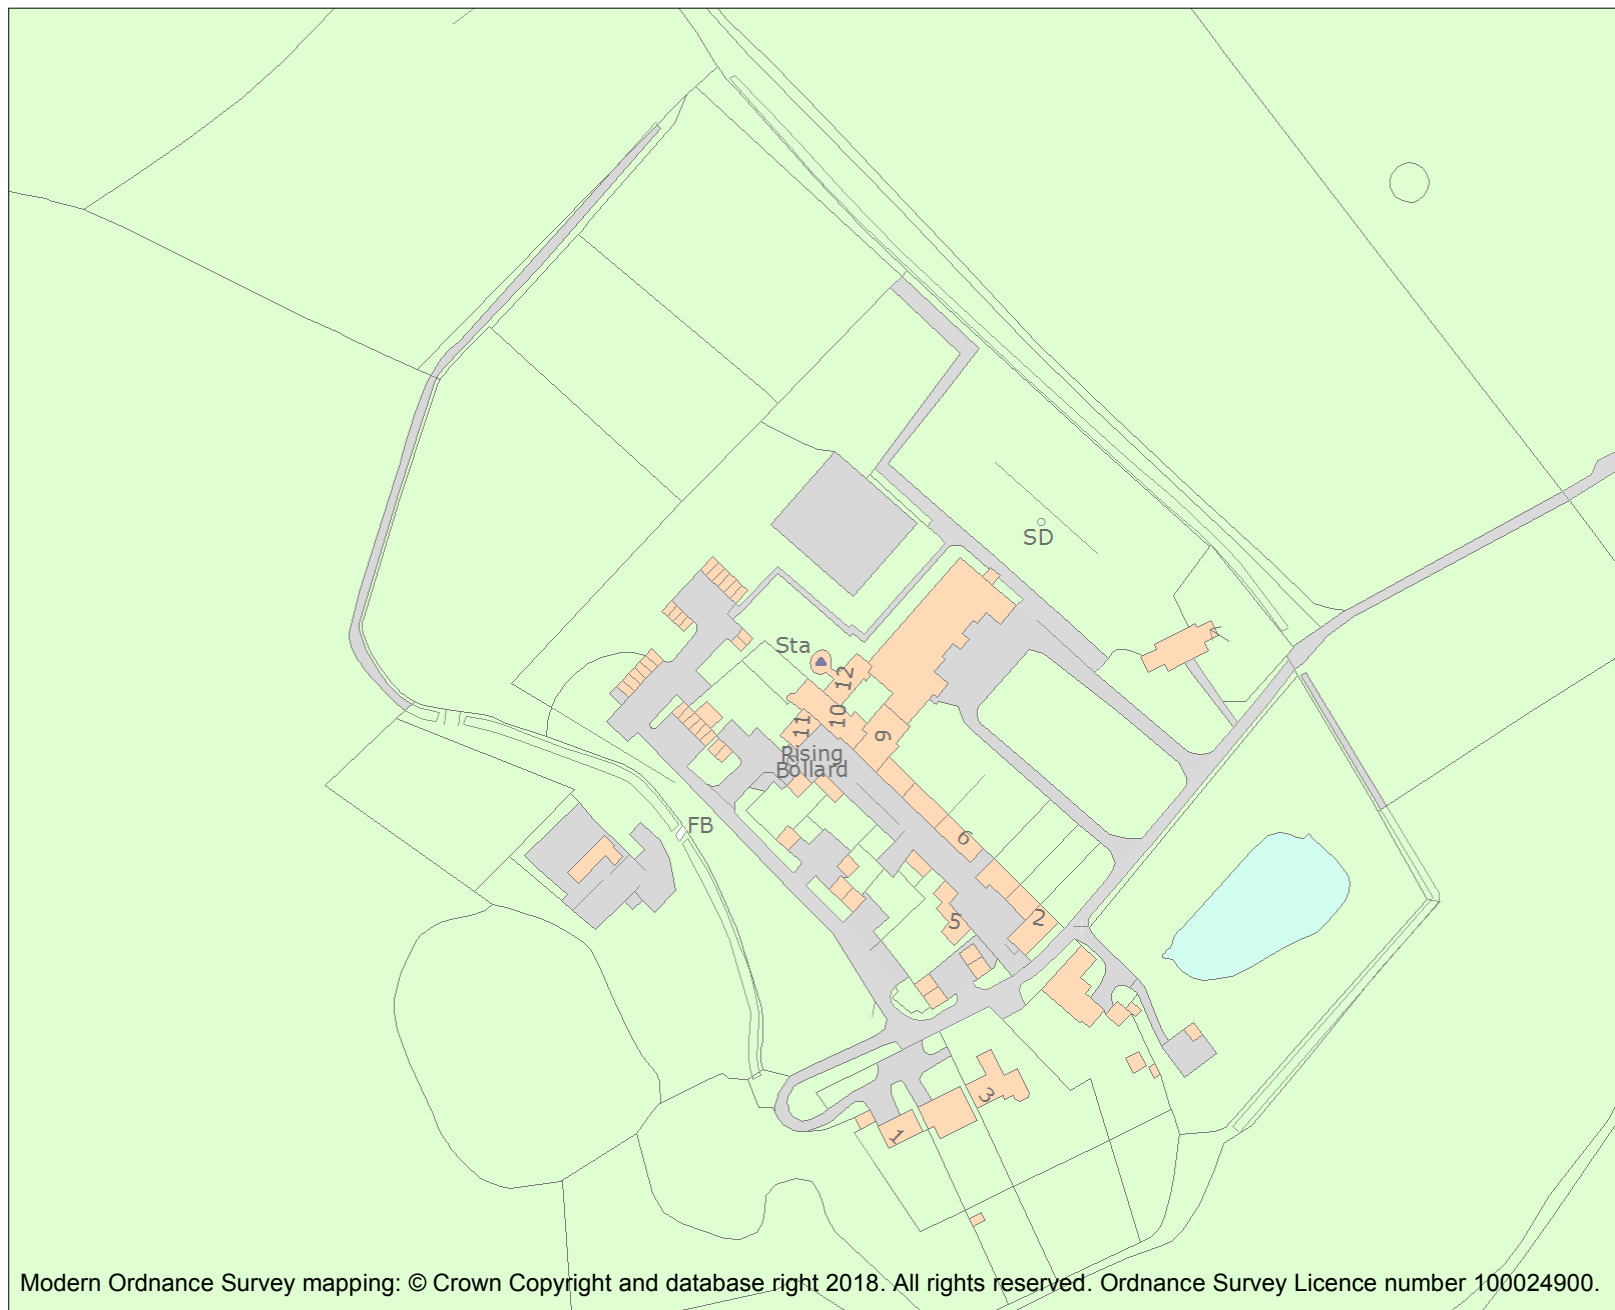 SD
Sta
12
10
11
9
Rising
Bollard
FB
6
5
2
3
1
Modern Ordnance Survey mapping: © Crown Copyright and database right 2018. All rights reserved. Ordnance Survey Licence number 100024900.